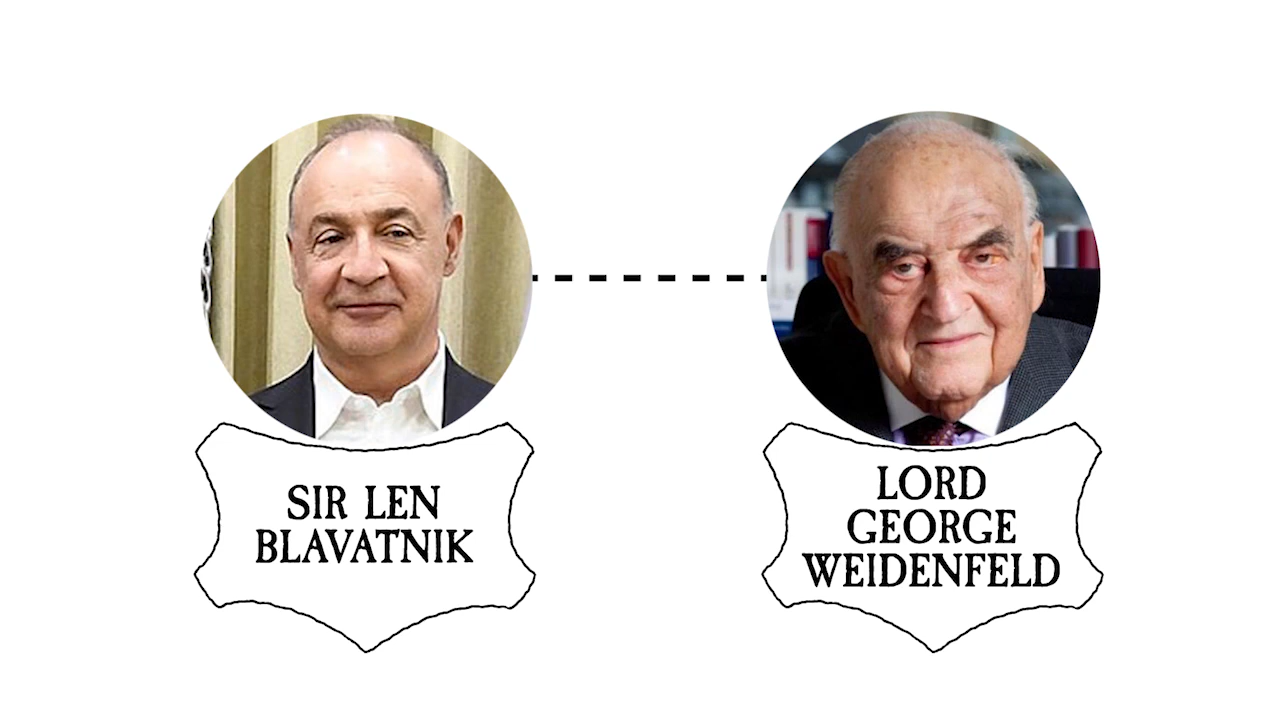 SIR LEN
BLAVATNIK
LORD
GEORGE
WEIDENFELD